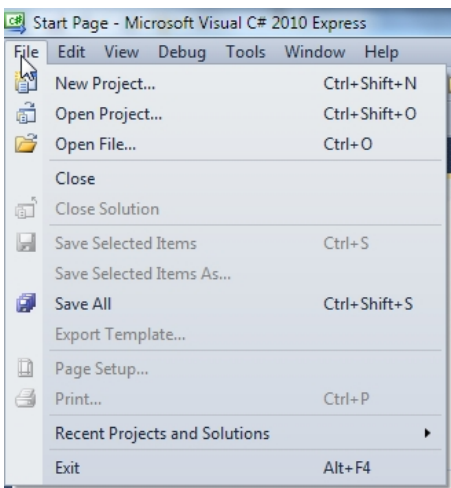 Start Page - Microsoft Visual C# 2010 Express
File Edit View Debug Tools Window Help
New Project... Ctrl+Shift+N
Open Project... Ctrl+Shift+O
Open File... Ctrl+O
Close
Close Solution
Save Selected Items Ctrl+S
Save Selected Items As...
Save All Ctrl+Shift+S
Export Template...
Page Setup...
Print... Ctrl+P
Recent Projects and Solutions
Exit Alt+F4